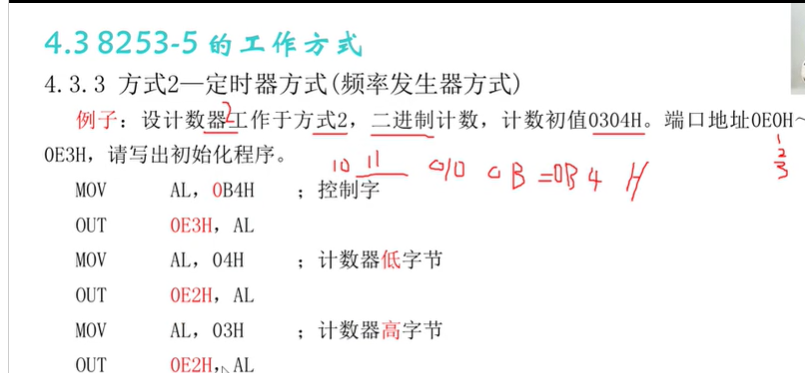 4.3 8253-5 的工作方式
4.3.3 方式2—定时器方式(频率发生器方式)
例子：设计数器2工作于方式2，二进制计数，计数初值0304H。端口地址0E0H~
0E3H，请写出初始化程序。
10 11 010 0B =0B4 H
1
2
3
MOV AL，0B4H ；控制字
OUT 0E3H，AL
MOV AL，04H ；计数器低字节
OUT 0E2H，AL
MOV AL，03H ；计数器高字节
OUT 0E2H，AL